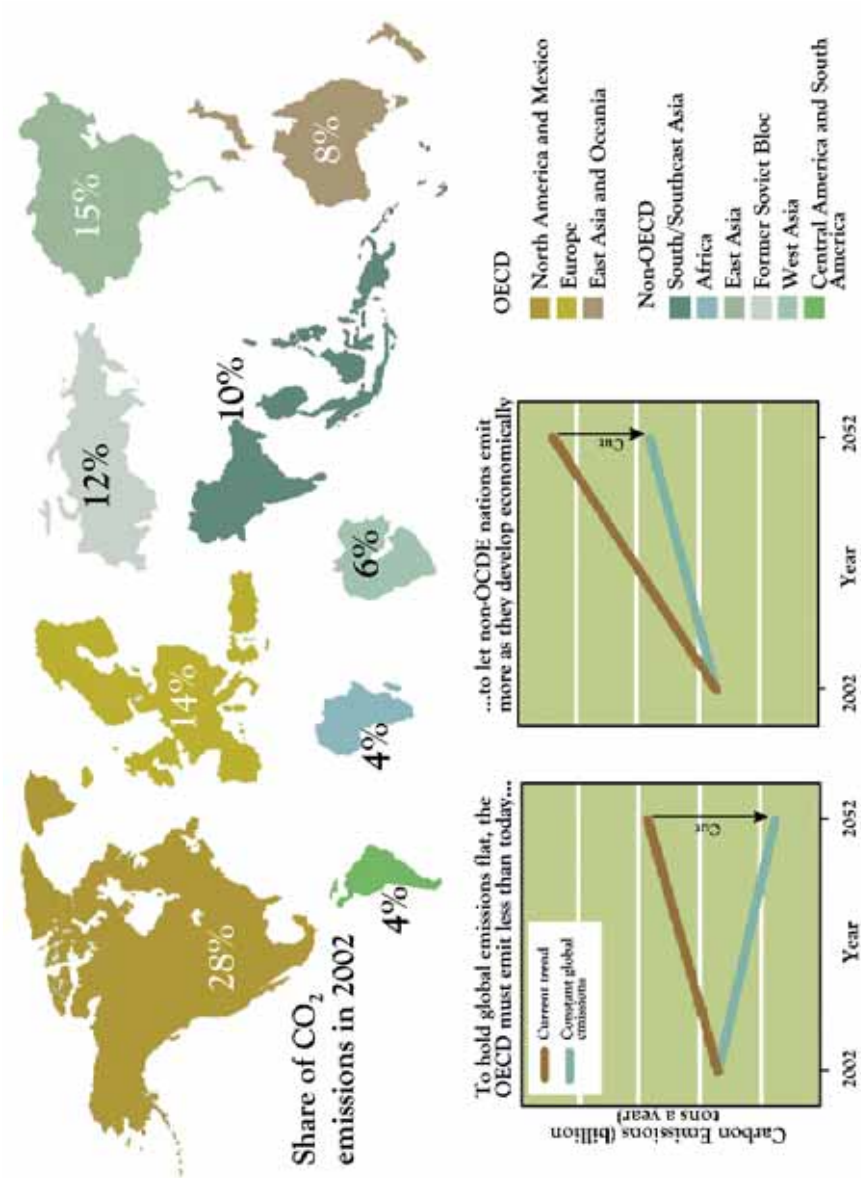 28%
14%
12%
15%
10%
8%
6%
4%
4%
Share of CO₂
emissions in 2002
To hold global emissions flat, the
OECD must emit less than today...
Current trend
Constant global
emissions
Cut
Carbon Emissions (billion
tons a year)
2002
Year
2052
...to let non-OCDE nations emit
more as they develop economically
Cut
2002
Year
2052
OECD
North America and Mexico
Europe
East Asia and Occania
Non-OECD
South/Southcast Asia
Africa
East Asia
Former Soviet Bloc
West Asia
Central America and South
America